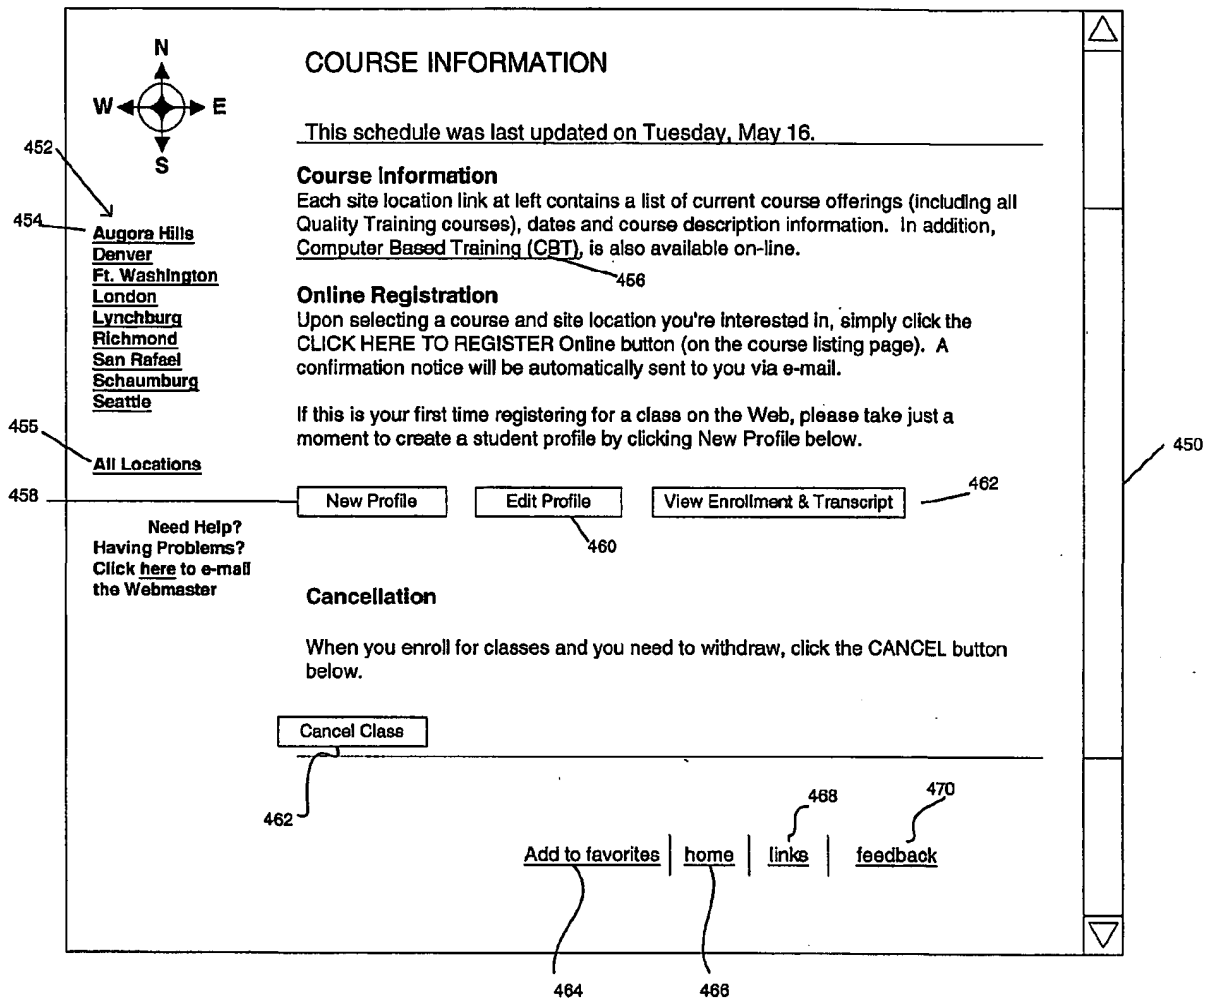 N
W E
S
COURSE INFORMATION
This schedule was last updated on Tuesday, May 16.
452
454
Augora Hills
Denver
Ft. Washington
London
Lynchburg
Richmond
San Rafael
Schaumburg
Seattle
455
All Locations
458
Need Help?
Having Problems?
Click here to e-mail
the Webmaster
Course Information
Each site location link at left contains a list of current course offerings (including all
Quality Training courses), dates and course description information. In addition,
Computer Based Training (CBT), is also available on-line.
456
Online Registration
Upon selecting a course and site location you're interested in, simply click the
CLICK HERE TO REGISTER Online button (on the course listing page). A
confirmation notice will be automatically sent to you via e-mail.
If this is your first time registering for a class on the Web, please take just a
moment to create a student profile by clicking New Profile below.
450
New Profile Edit Profile View Enrollment & Transcript
462
460
Cancellation
When you enroll for classes and you need to withdraw, click the CANCEL button
below.
Cancel Class
462
468
470
Add to favorites | home | links | feedback
464
466